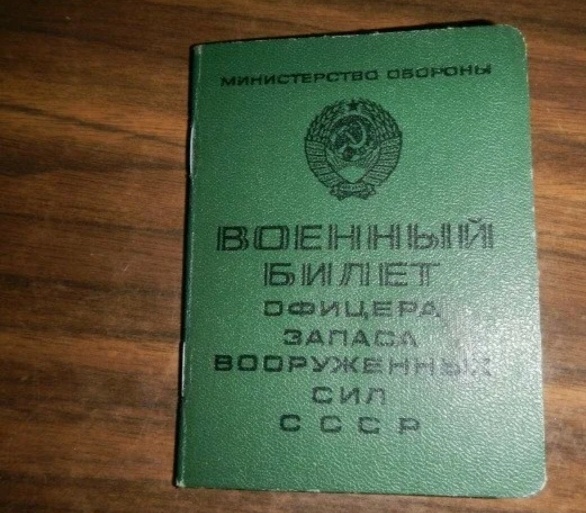 МИНИСТЕРСТВО ОБОРОНЫ
ВОЕННЫЙ
БИЛЕТ
ОФИЦЕРА
ЗАПАСА
ВООРУЖЕННЫХ
СИЛ
СССР